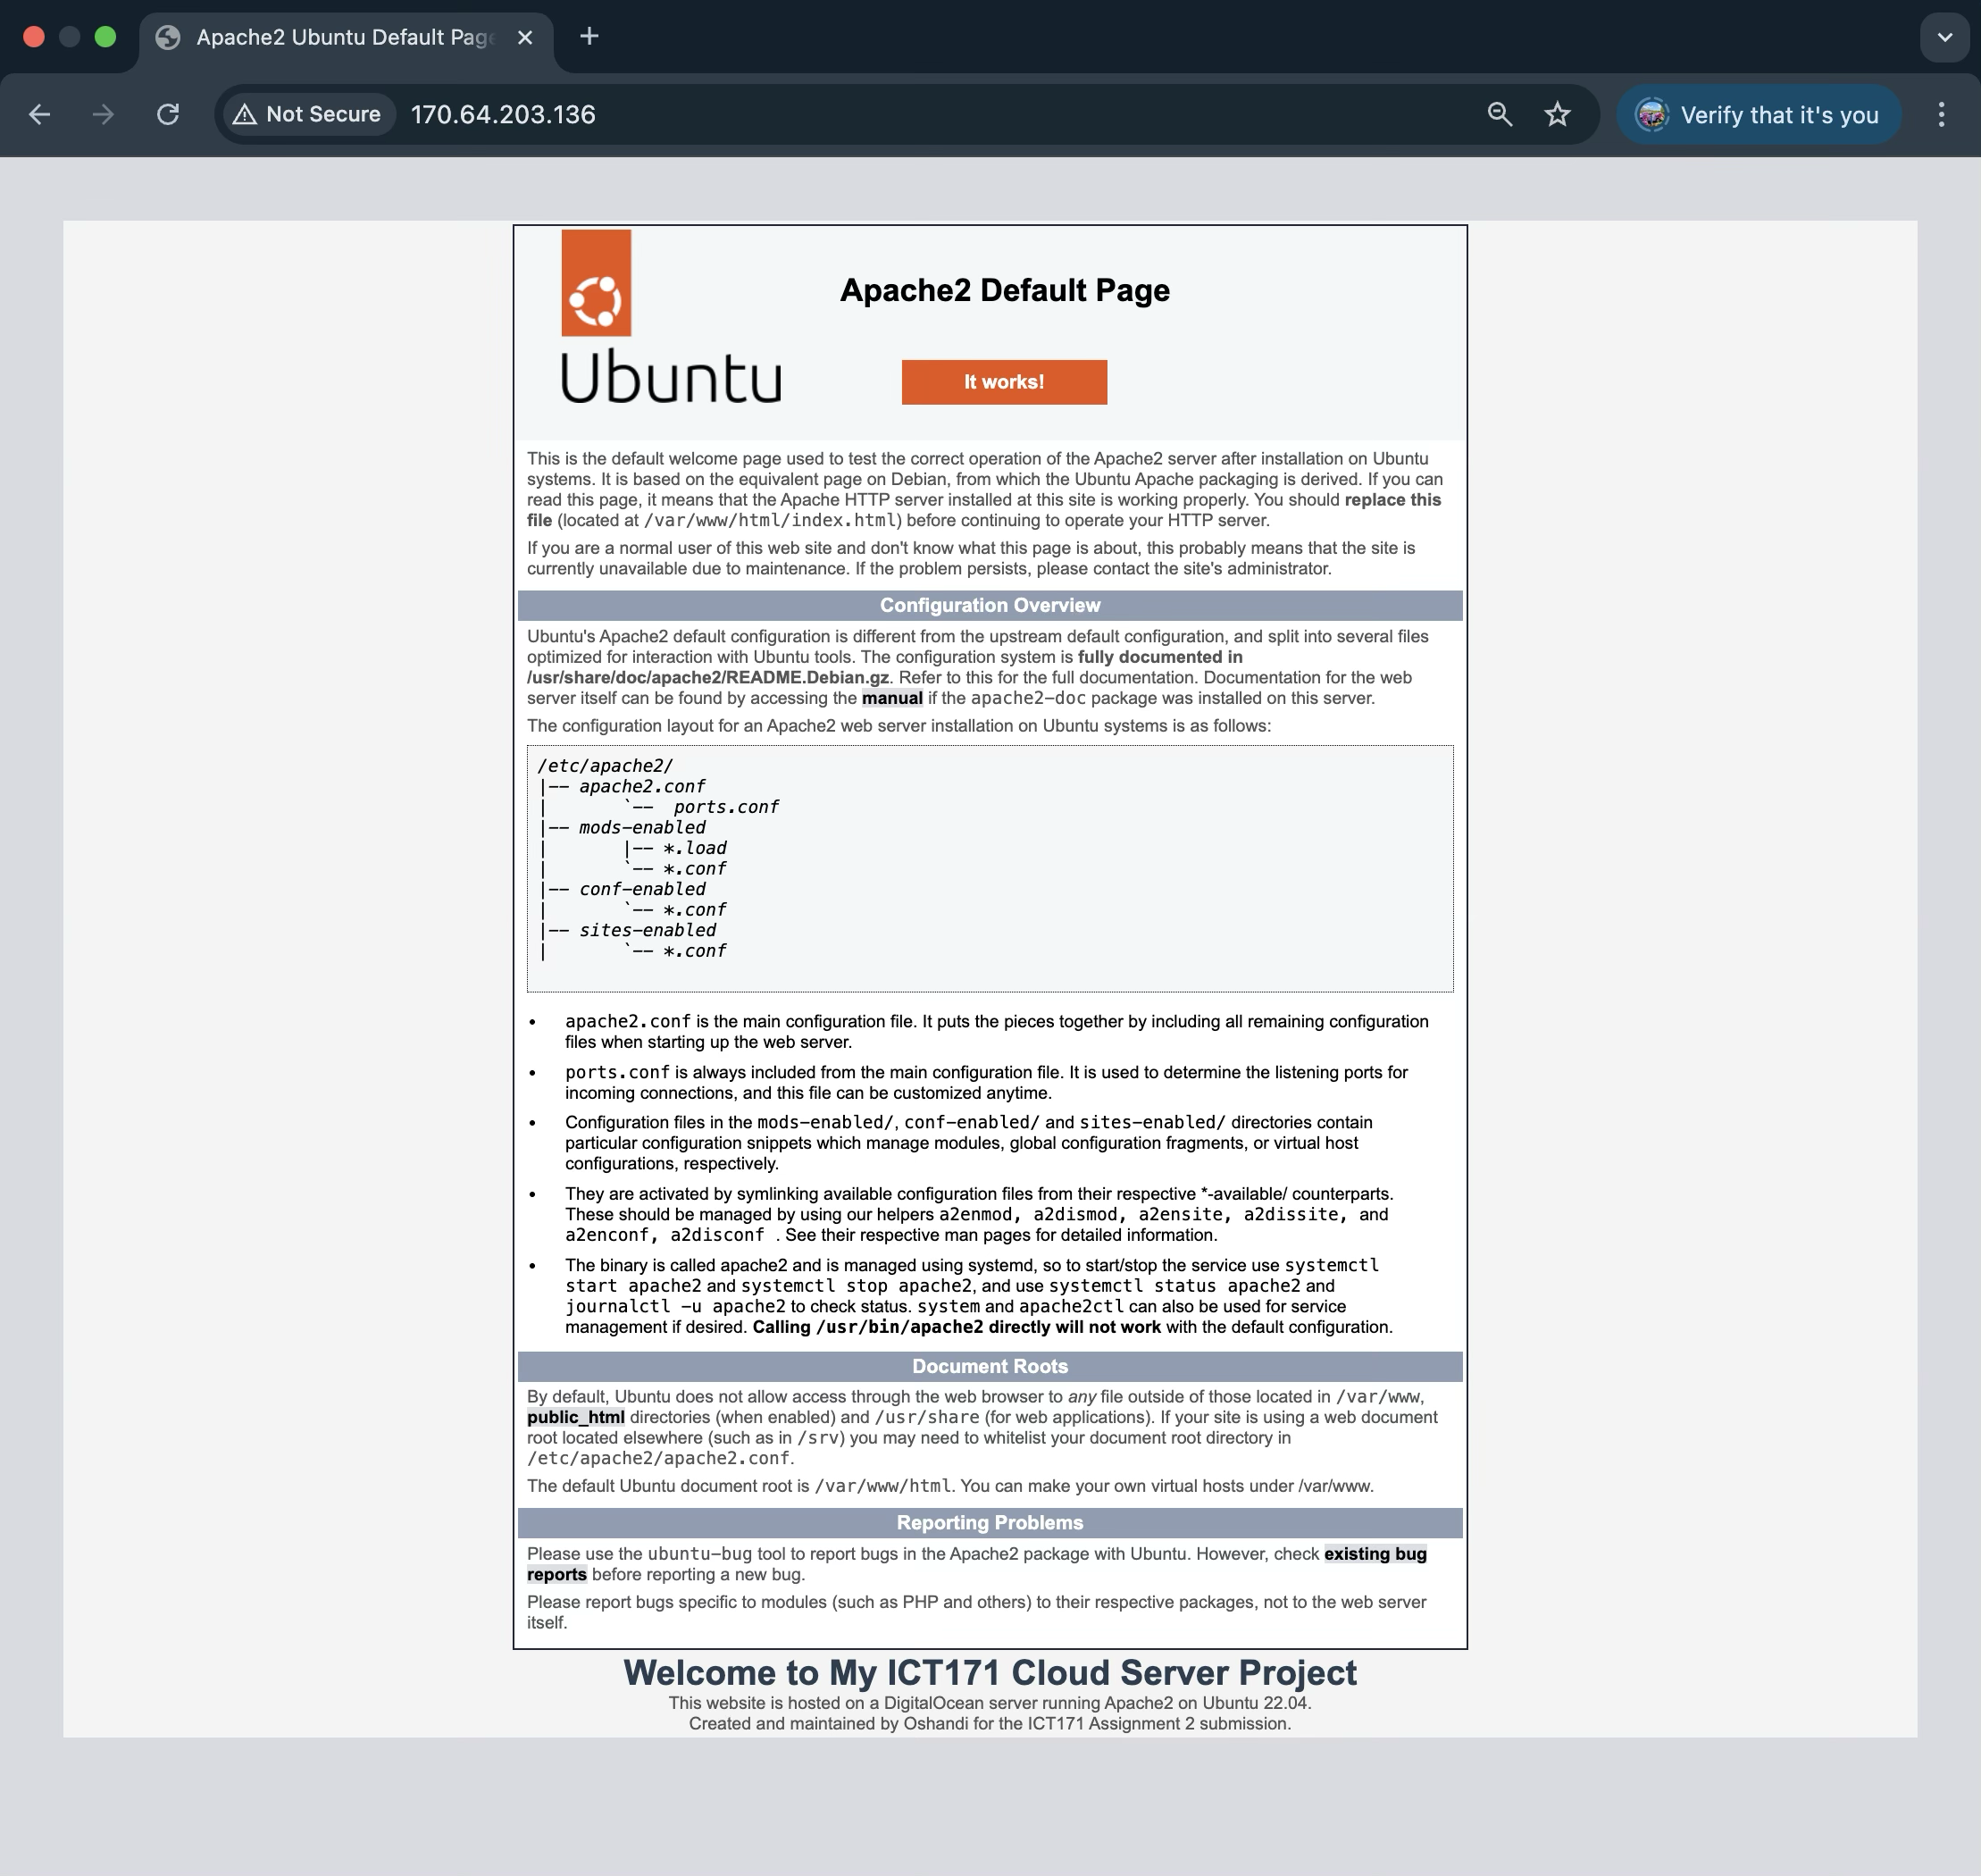 Apache2 Ubuntu Default Page
Not Secure
170.64.203.136
Verify that it's you
Apache2 Default Page
Ubuntu
It works!
This is the default welcome page used to test the correct operation of the Apache2 server after installation on Ubuntu
systems. It is based on the equivalent page on Debian, from which the Ubuntu Apache packaging is derived. If you can
read this page, it means that the Apache HTTP server installed at this site is working properly. You should replace this
file (located at /var/www/html/index.html) before continuing to operate your HTTP server.
If you are a normal user of this web site and don't know what this page is about, this probably means that the site is
currently unavailable due to maintenance. If the problem persists, please contact the site's administrator.
Configuration Overview
Ubuntu's Apache2 default configuration is different from the upstream default configuration, and split into several files
optimized for interaction with Ubuntu tools. The configuration system is fully documented in
/usr/share/doc/apache2/README.Debian.gz. Refer to this for the full documentation. Documentation for the web
server itself can be found by accessing the manual if the apache2-doc package was installed on this server.
The configuration layout for an Apache2 web server installation on Ubuntu systems is as follows:
/etc/apache2/
|-- apache2.conf
|       `--  ports.conf
|-- mods-enabled
|       |-- *.load
|       `-- *.conf
|-- conf-enabled
|       `-- *.conf
|-- sites-enabled
|       `-- *.conf
• apache2.conf is the main configuration file. It puts the pieces together by including all remaining configuration
files when starting up the web server.
• ports.conf is always included from the main configuration file. It is used to determine the listening ports for
incoming connections, and this file can be customized anytime.
• Configuration files in the mods-enabled/, conf-enabled/ and sites-enabled/ directories contain
particular configuration snippets which manage modules, global configuration fragments, or virtual host
configurations, respectively.
• They are activated by symlinking available configuration files from their respective *-available/ counterparts.
These should be managed by using our helpers a2enmod, a2dismod, a2ensite, a2dissite, and
a2enconf, a2disconf . See their respective man pages for detailed information.
• The binary is called apache2 and is managed using systemd, so to start/stop the service use systemctl
start apache2 and systemctl stop apache2, and use systemctl status apache2 and
journalctl -u apache2 to check status. system and apache2ctl can also be used for service
management if desired. Calling /usr/bin/apache2 directly will not work with the default configuration.
Document Roots
By default, Ubuntu does not allow access through the web browser to any file outside of those located in /var/www,
public_html directories (when enabled) and /usr/share (for web applications). If your site is using a web document
root located elsewhere (such as in /srv) you may need to whitelist your document root directory in
/etc/apache2/apache2.conf.
The default Ubuntu document root is /var/www/html. You can make your own virtual hosts under /var/www.
Reporting Problems
Please use the ubuntu-bug tool to report bugs in the Apache2 package with Ubuntu. However, check existing bug
reports before reporting a new bug.
Please report bugs specific to modules (such as PHP and others) to their respective packages, not to the web server
itself.
Welcome to My ICT171 Cloud Server Project
This website is hosted on a DigitalOcean server running Apache2 on Ubuntu 22.04.
Created and maintained by Oshandi for the ICT171 Assignment 2 submission.